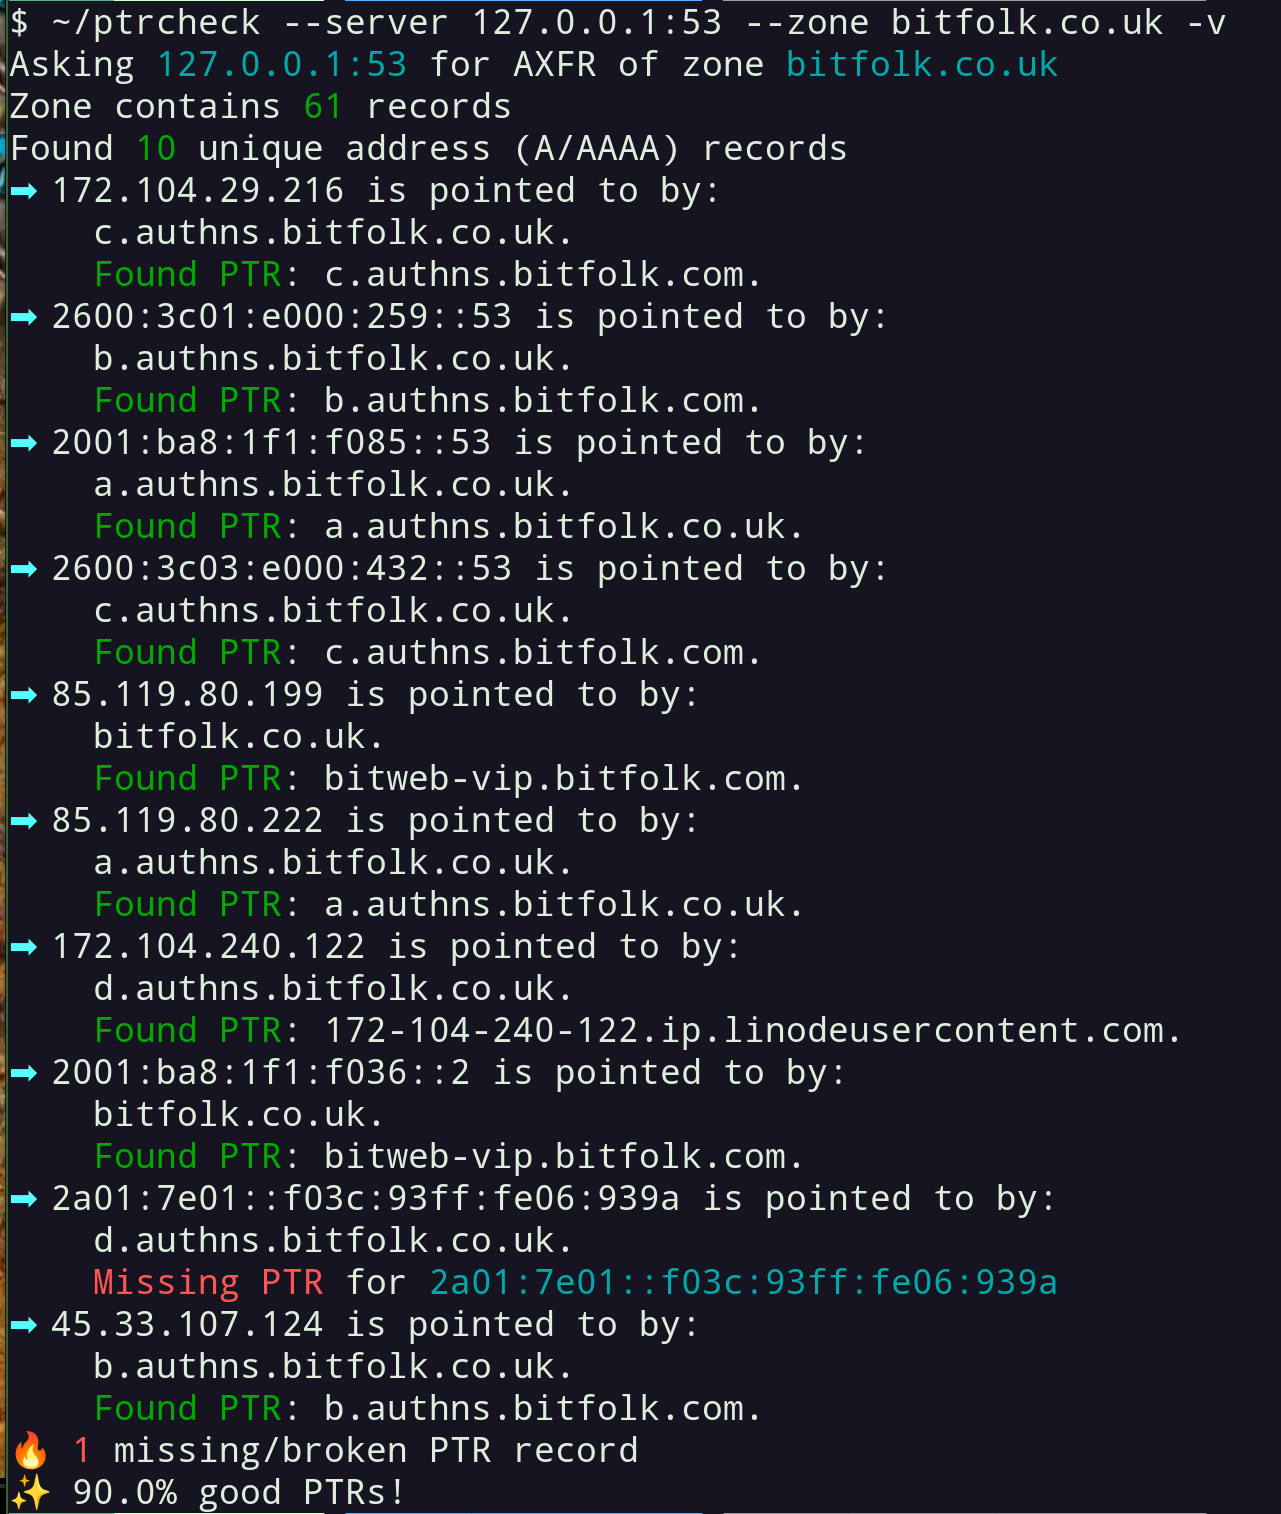 $ ~/ptrcheck --server 127.0.0.1:53 --zone bitfolk.co.uk -v
Asking 127.0.0.1:53 for AXFR of zone bitfolk.co.uk
Zone contains 61 records
Found 10 unique address (A/AAAA) records
➡ 172.104.29.216 is pointed to by:
    c.authns.bitfolk.co.uk.
    Found PTR: c.authns.bitfolk.com.
➡ 2600:3c01:e000:259::53 is pointed to by:
    b.authns.bitfolk.co.uk.
    Found PTR: b.authns.bitfolk.com.
➡ 2001:ba8:1f1:f085::53 is pointed to by:
    a.authns.bitfolk.co.uk.
    Found PTR: a.authns.bitfolk.co.uk.
➡ 2600:3c03:e000:432::53 is pointed to by:
    c.authns.bitfolk.co.uk.
    Found PTR: c.authns.bitfolk.com.
➡ 85.119.80.199 is pointed to by:
    bitfolk.co.uk.
    Found PTR: bitweb-vip.bitfolk.com.
➡ 85.119.80.222 is pointed to by:
    a.authns.bitfolk.co.uk.
    Found PTR: a.authns.bitfolk.co.uk.
➡ 172.104.240.122 is pointed to by:
    d.authns.bitfolk.co.uk.
    Found PTR: 172-104-240-122.ip.linodeusercontent.com.
➡ 2001:ba8:1f1:f036::2 is pointed to by:
    bitfolk.co.uk.
    Found PTR: bitweb-vip.bitfolk.com.
➡ 2a01:7e01::f03c:93ff:fe06:939a is pointed to by:
    d.authns.bitfolk.co.uk.
    Missing PTR for 2a01:7e01::f03c:93ff:fe06:939a
➡ 45.33.107.124 is pointed to by:
    b.authns.bitfolk.co.uk.
    Found PTR: b.authns.bitfolk.com.
🔥 1 missing/broken PTR record
✨ 90.0% good PTRs!